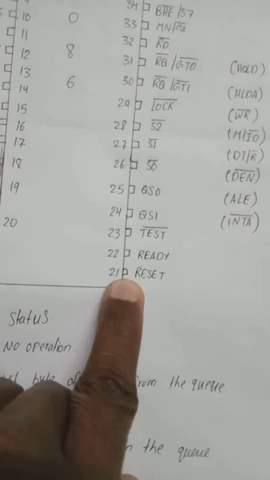 34 BHE/S7
10 0 33 MN/MX
11 32 RD
12 8 31 RQ/GT0 (HOLD)
13
14 6 30 RQ/GT1 (HLDA)
15 29 LOCK (WR)
16 28 S2 (M/IO)
17 27 S1 (DT/R)
18 26 S0 (DEN)
19 25 QS0 (ALE)
20 24 QS1 (INTA)
23 TEST
22 READY
21 RESET
Status
No operation
byte of from the queue
the queue